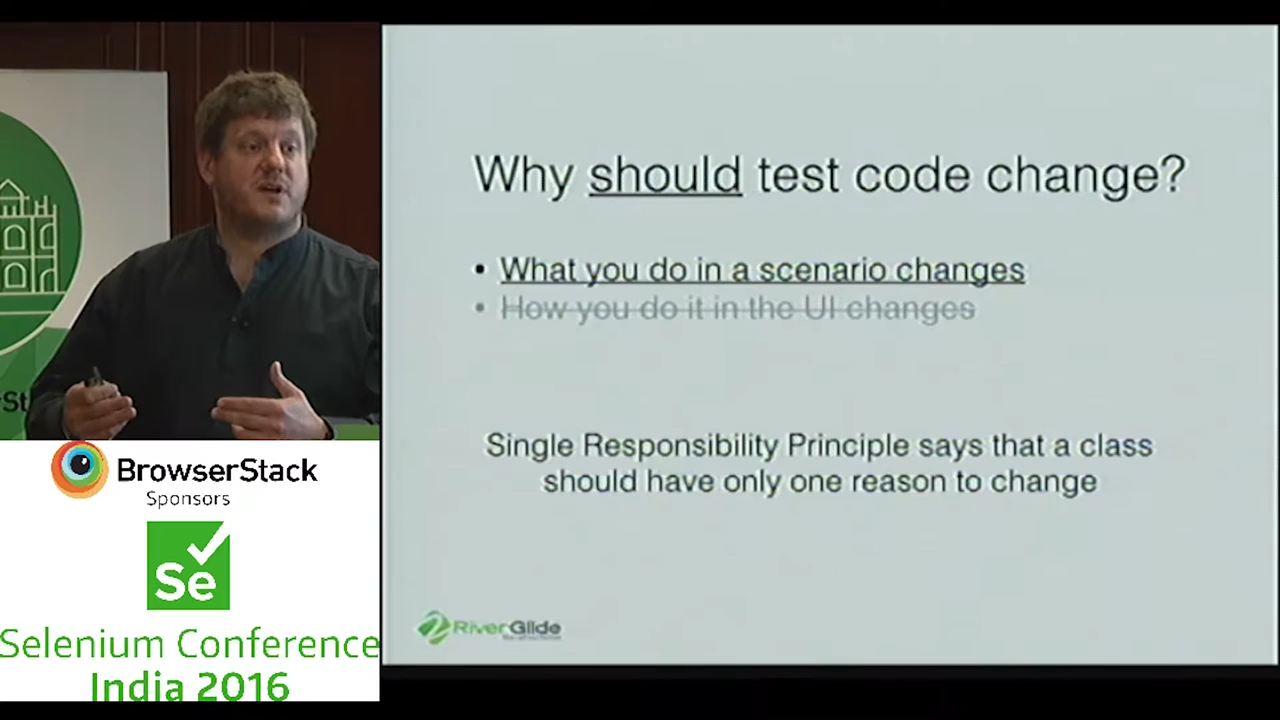 Why should test code change?
• What you do in a scenario changes
• How you do it in the UI changes
Single Responsibility Principle says that a class
should have only one reason to change
RiverGlide
St
BrowserStack
Sponsors
Se
Selenium Conference
India 2016